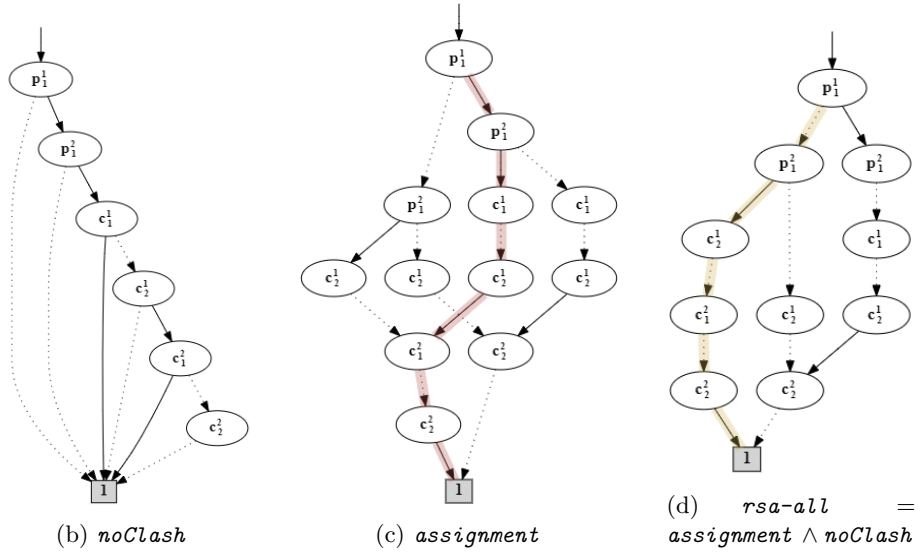 p₁¹
p₁²
c₁¹
c₂¹
c₁²
c₂²
1
(b) noClash
p₁¹
p₁²
p₁² c₁¹ c₁¹
c₂¹ c₂¹ c₂¹ c₂¹
c₁² c₂²
c₂²
1
(c) assignment
p₁¹
p₁² p₁²
c₂¹ c₁¹
c₁² c₂¹ c₂¹
c₂² c₂²
1
(d) rsa-all =
assignment ∧ noClash